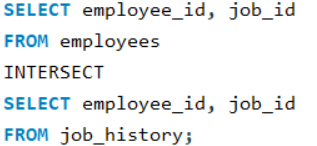 SELECT employee_id, job_id
FROM employees
INTERSECT
SELECT employee_id, job_id
FROM job_history;